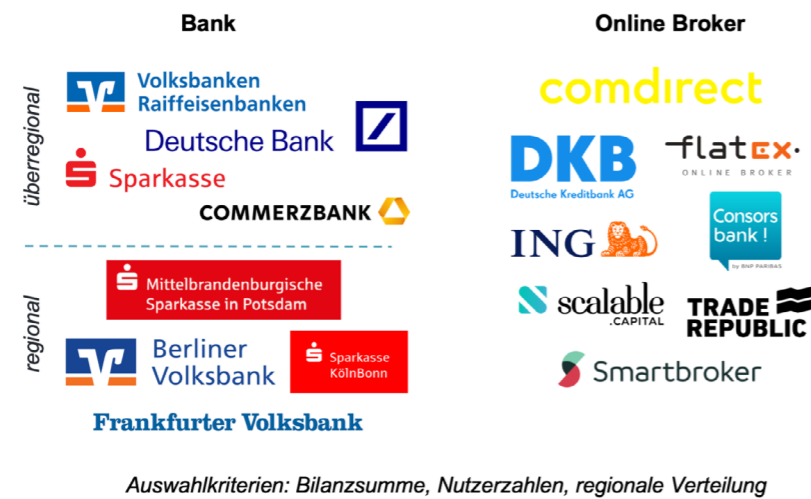 Bank
Online Broker
überregional
Volksbanken
Raiffeisenbanken
Deutsche Bank
Sparkasse
COMMERZBANK
regional
Mittelbrandenburgische
Sparkasse in Potsdam
Berliner
Volksbank
Sparkasse
KölnBonn
Frankfurter Volksbank
comdirect
DKB
Deutsche Kreditbank AG
flatex
ONLINE BROKER
ING
Consors
bank!
by BNP PARIBAS
scalable
.CAPITAL
TRADE
REPUBLIC
Smartbroker
Auswahlkriterien: Bilanzsumme, Nutzerzahlen, regionale Verteilung